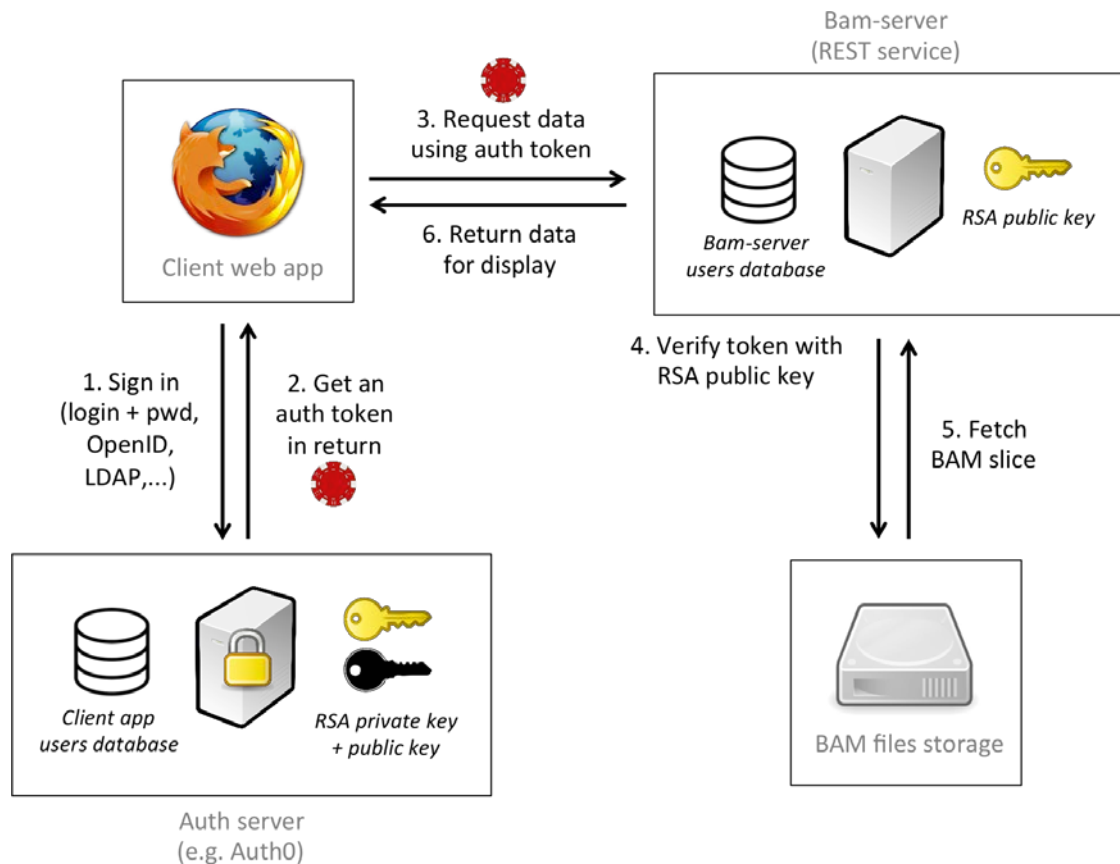 Bam-server
(REST service)
3. Request data
using auth token
6. Return data
for display
Client web app
Bam-server
users database
RSA public key
1. Sign in
(login + pwd,
OpenID,
LDAP,...)
2. Get an
auth token
in return
4. Verify token with
RSA public key
5. Fetch
BAM slice
Client app
users database
RSA private key
+ public key
BAM files storage
Auth server
(e.g. Auth0)